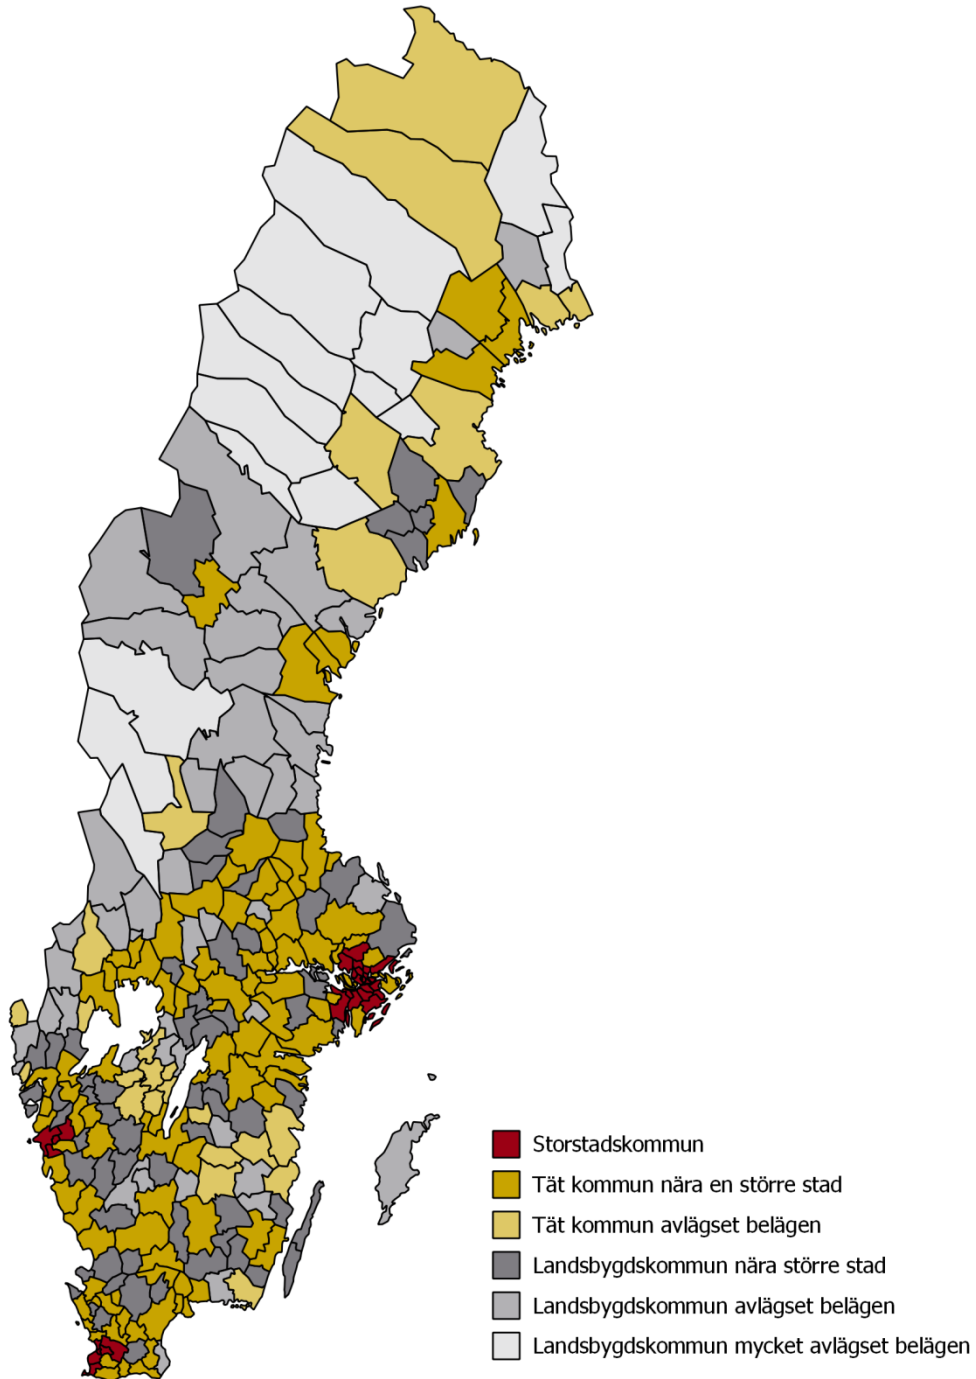 Storstadskommun
Tät kommun nära en större stad
Tät kommun avlägset belägen
Landsbygdskommun nära större stad
Landsbygdskommun avlägset belägen
Landsbygdskommun mycket avlägset belägen